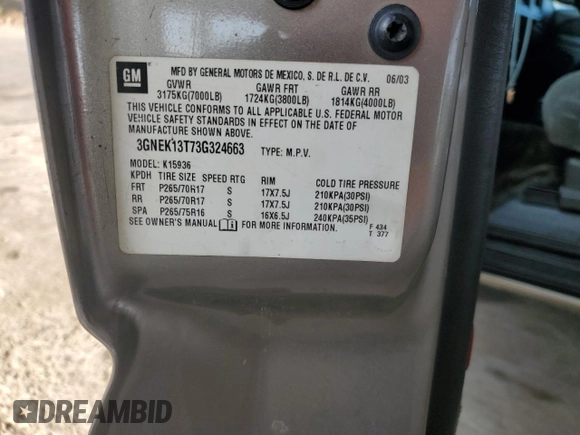 GM
MFD BY GENERAL MOTORS DE MEXICO, S. DE R.L. DE C.V. 06/03
GVWR GAWR FRT GAWR RR
3175KG(7000LB) 1724KG(3800LB) 1814KG(4000LB)
THIS VEHICLE CONFORMS TO ALL APPLICABLE U.S. FEDERAL MOTOR
VEHICLE SAFETY STANDARDS IN EFFECT ON THE DATE OF
MANUFACTURE SHOWN ABOVE.
3GNEK13T73G324663 TYPE: M.P.V.
MODEL: K15936
KPDH TIRE SIZE SPEED RTG RIM COLD TIRE PRESSURE
FRT P265/70R17 S 17X7.5J 210KPA(30PSI)
RR P265/70R17 S 17X7.5J 210KPA(30PSI)
SPA P265/75R16 S 16X6.5J 240KPA(35PSI)
SEE OWNER'S MANUAL FOR MORE INFORMATION.
F 434
T 377
DREAMBID